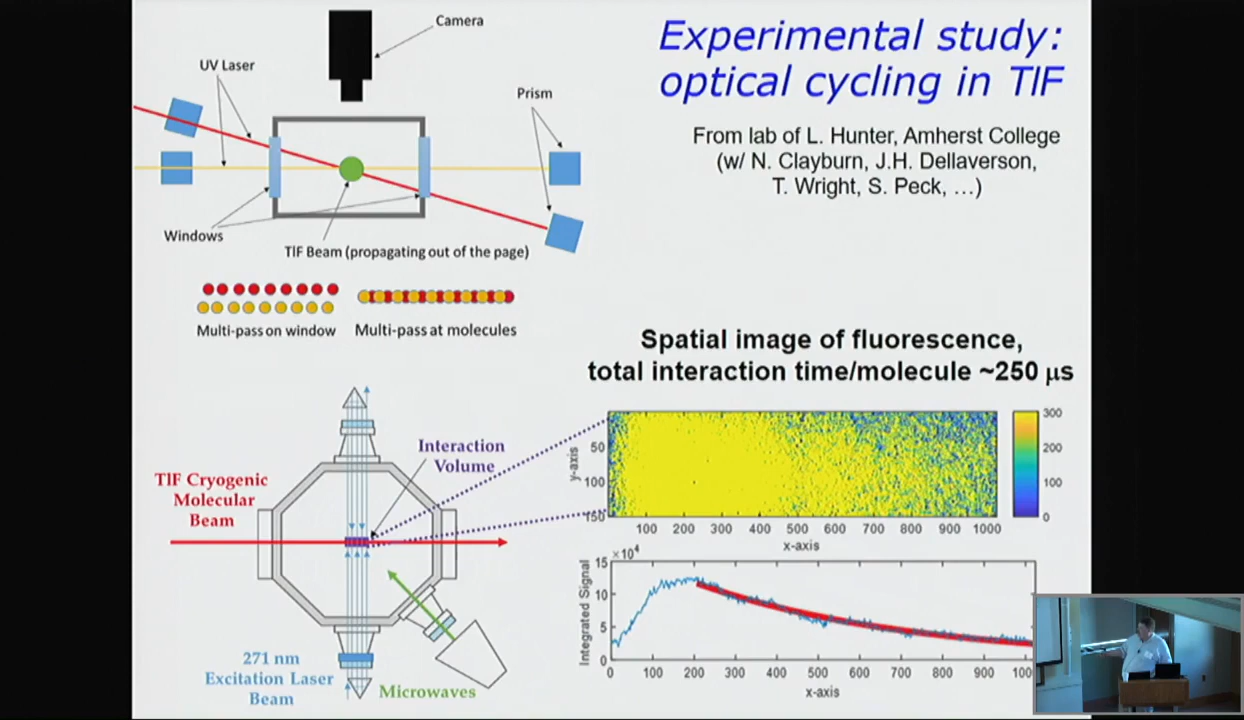 Experimental study:
optical cycling in TlF
From lab of L. Hunter, Amherst College
(w/ N. Clayburn, J.H. Dellaverson,
T. Wright, S. Peck, …)
Camera
UV Laser
Prism
Windows
TlF Beam (propagating out of the page)
Multi-pass on window
Multi-pass at molecules
Spatial image of fluorescence,
total interaction time/molecule ~250 μs
Interaction
Volume
TlF Cryogenic
Molecular
Beam
271 nm
Excitation Laser
Beam
Microwaves
y-axis
50
100
150
100 200 300 400 500 600 700 800 900 1000
x-axis
300
200
100
0
Integrated Signal
×10⁴
15
10
5
0
0 100 200 300 400 500 600 700 800 900
x-axis